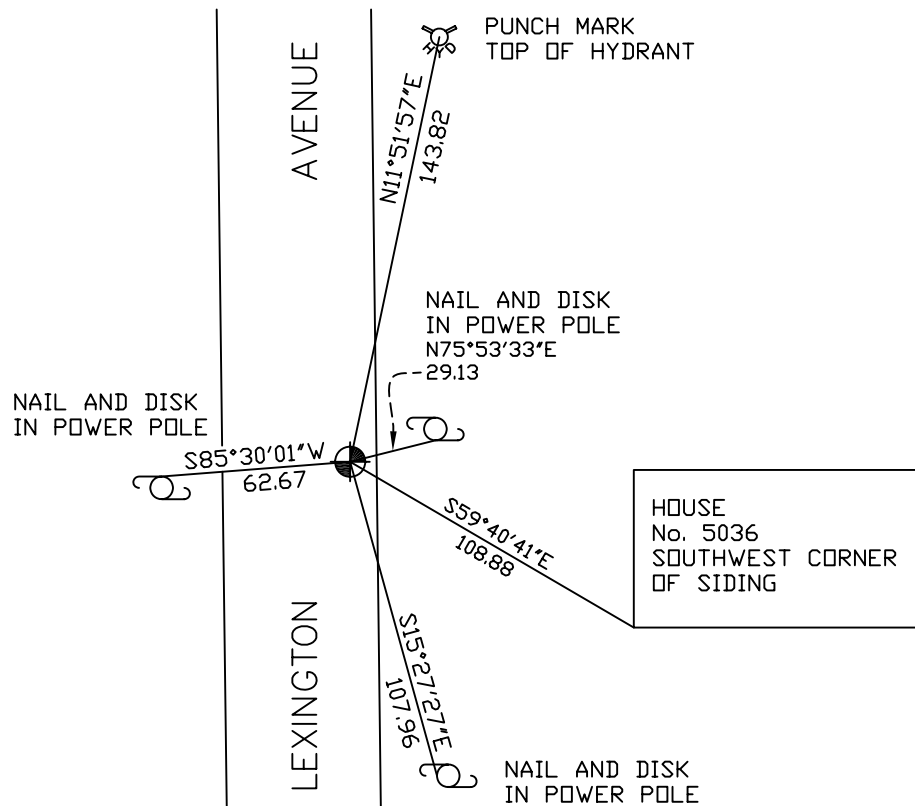 PUNCH MARK
TOP OF HYDRANT
HYD
AVENUE
N11°51'57"E
143.82
NAIL AND DISK
IN POWER POLE
N75°53'33"E
29.13
NAIL AND DISK
IN POWER POLE
S85°30'01"W
62.67
S59°40'41"E
108.88
HOUSE
No. 5036
SOUTHWEST CORNER
OF SIDING
LEXINGTON
S15°27'27"E
107.96
NAIL AND DISK
IN POWER POLE